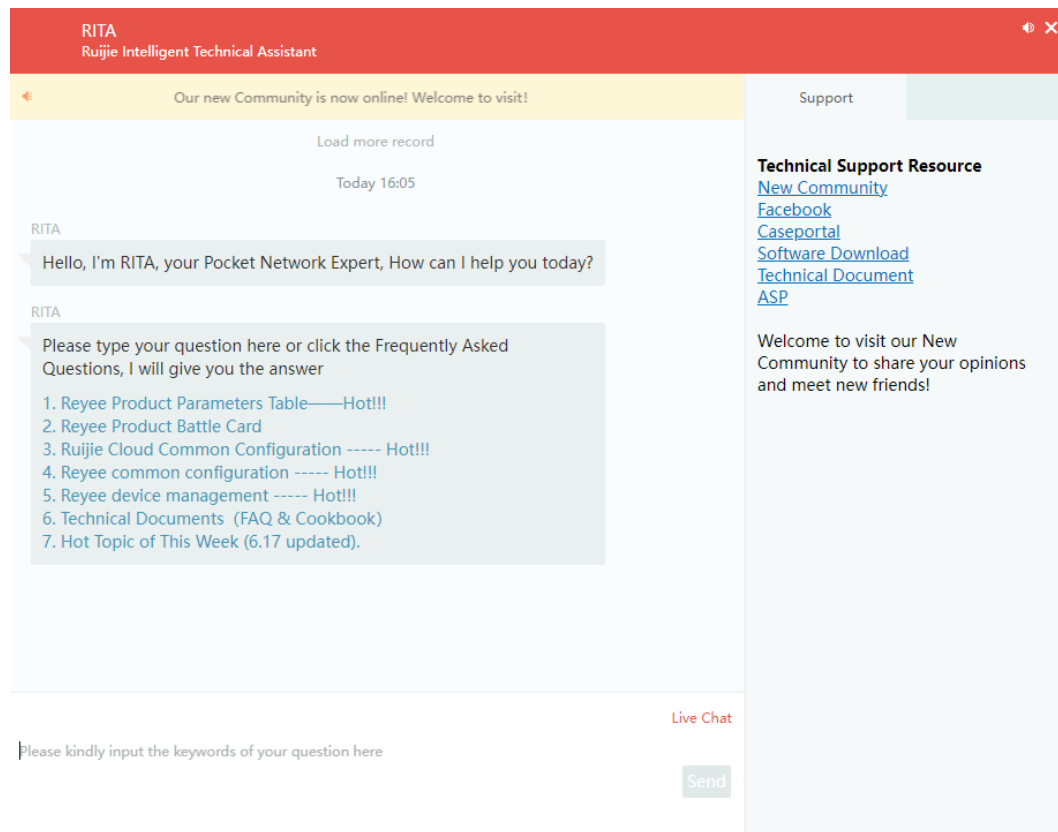 RITA
Ruijie Intelligent Technical Assistant
Our new Community is now online! Welcome to visit!
Load more record
Today 16:05
RITA
Hello, I'm RITA, your Pocket Network Expert, How can I help you today?
RITA
Please type your question here or click the Frequently Asked
Questions, I will give you the answer
1. Reyee Product Parameters Table——Hot!!!
2. Reyee Product Battle Card
3. Ruijie Cloud Common Configuration ----- Hot!!!
4. Reyee common configuration ----- Hot!!!
5. Reyee device management ----- Hot!!!
6. Technical Documents (FAQ & Cookbook)
7. Hot Topic of This Week (6.17 updated).
Live Chat
Please kindly input the keywords of your question here
Send
Support
Technical Support Resource
New Community
Facebook
Caseportal
Software Download
Technical Document
ASP
Welcome to visit our New
Community to share your opinions
and meet new friends!